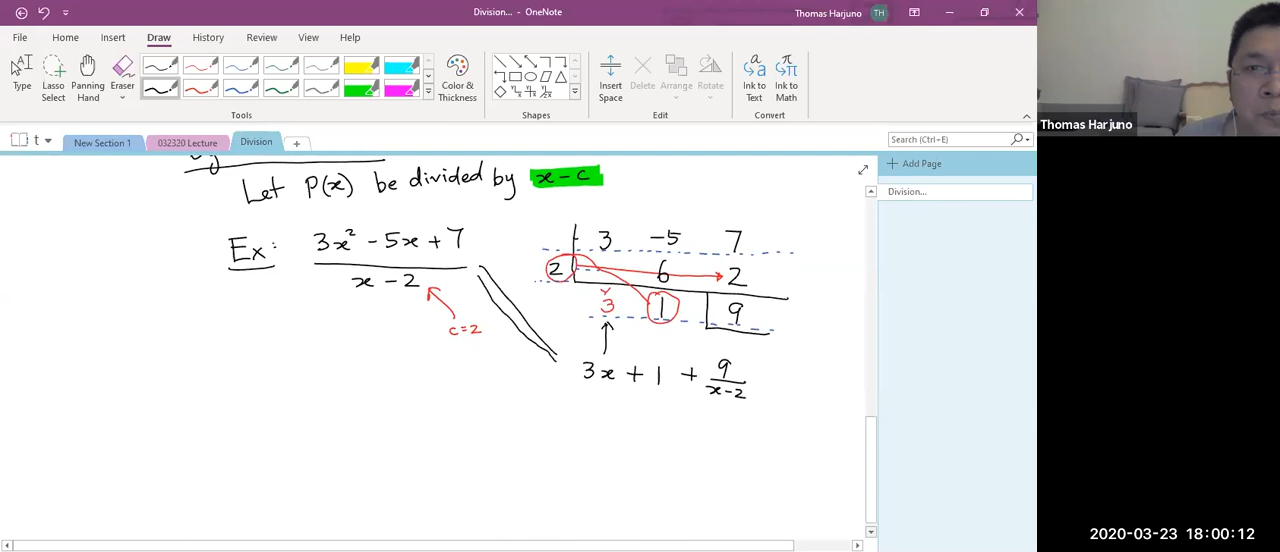 Division... - OneNote
Thomas Harjuno TH
File Home Insert Draw History Review View Help
Type Lasso Select Panning Hand Eraser Color & Thickness Insert Space Delete Arrange Rotate Ink to Text Ink to Math
Tools Shapes Edit Convert
t New Section 1 032320 Lecture Division + Search (Ctrl+E)
Thomas Harjuno
Add Page
Division...
Let P(x) be divided by x - c
Ex: 3x² - 5x + 7
x - 2
c=2
3 -5 7
2 6 2
3 1 9
3x + 1 + 9/(x-2)
2020-03-23 18:00:12